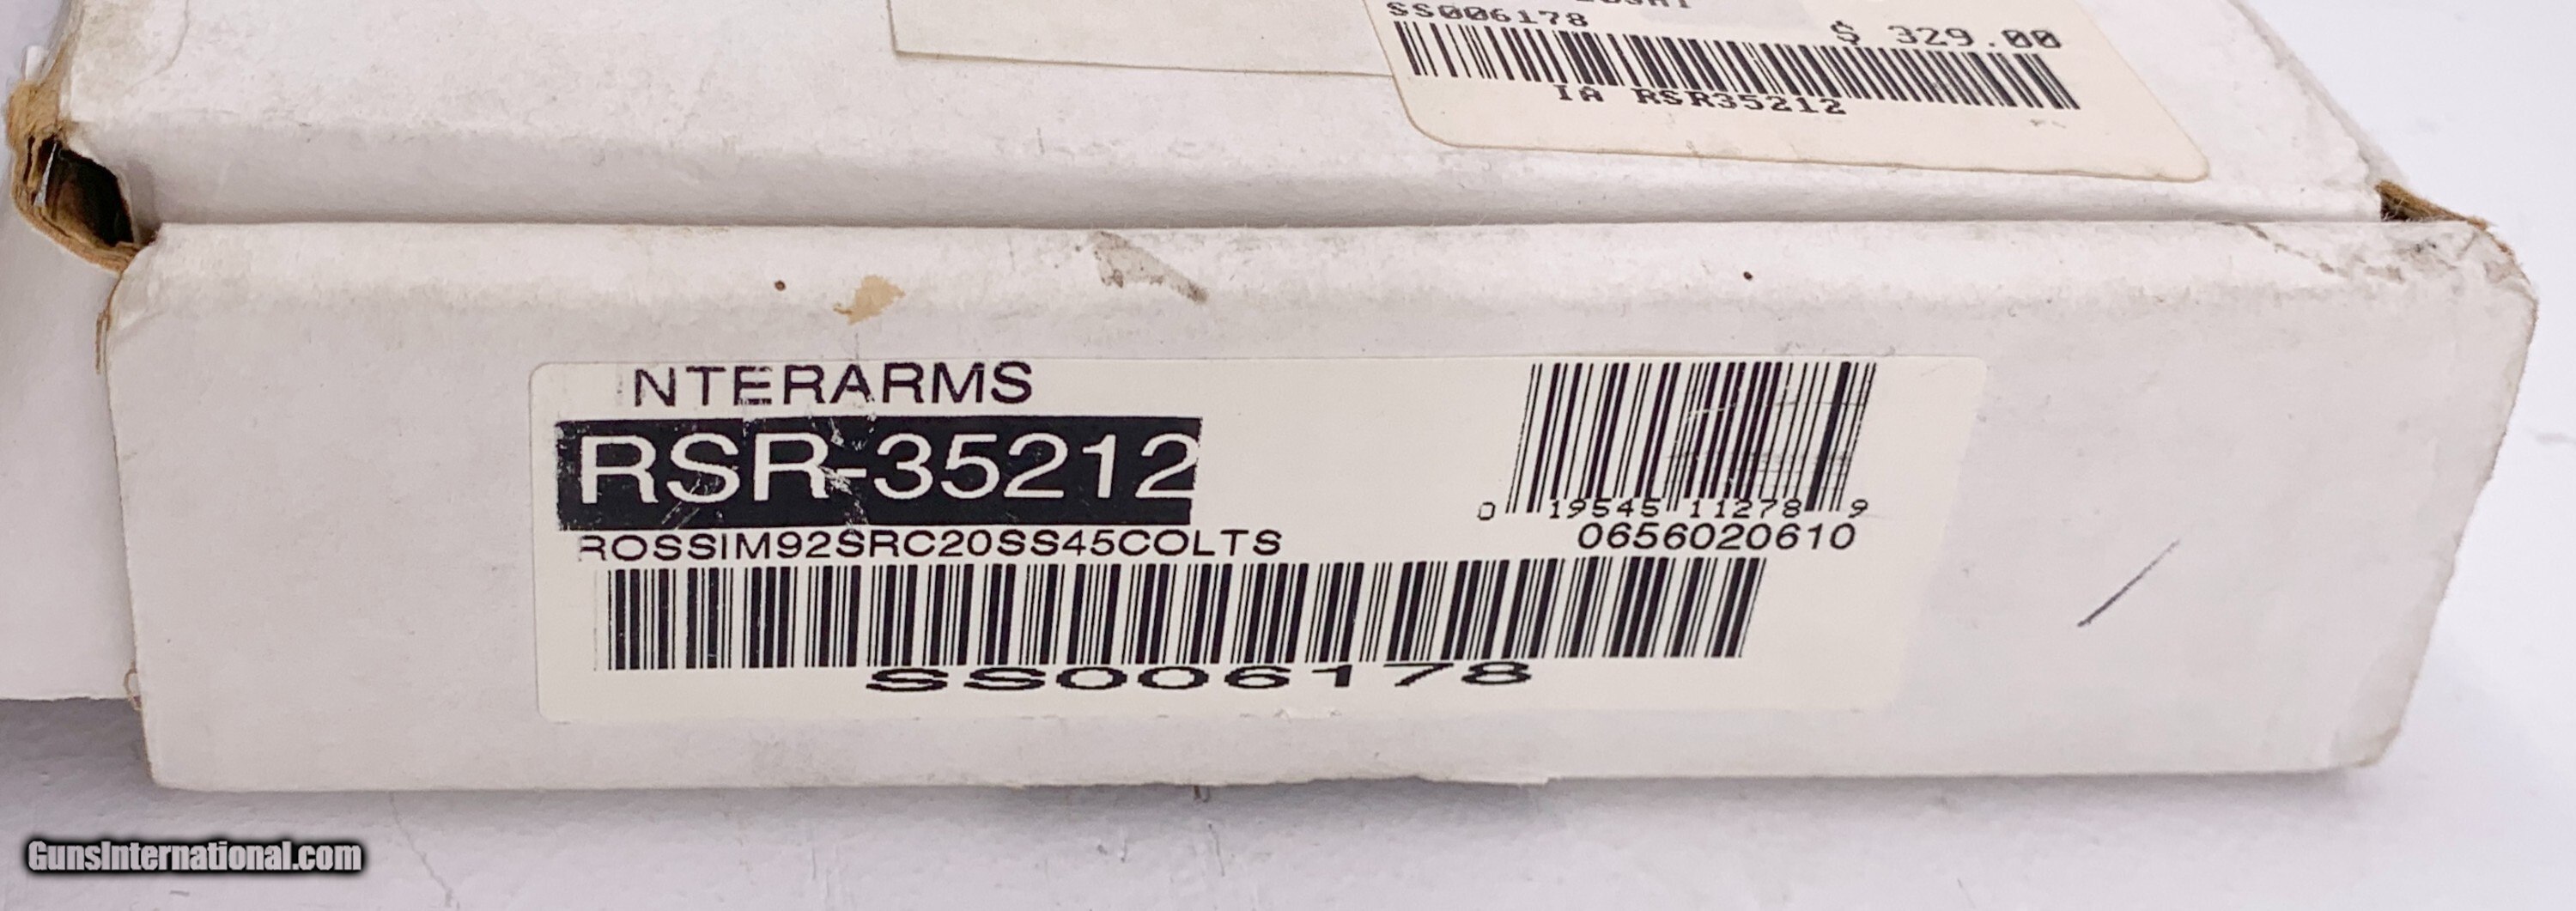 SS006178
$ 329.00
IA RSR35212
NTERARMS
RSR-35212
ROSSIM92SRC20SS45COLTS
0 19545 11278 9
0656020610
SS006178
GunsInternational.com